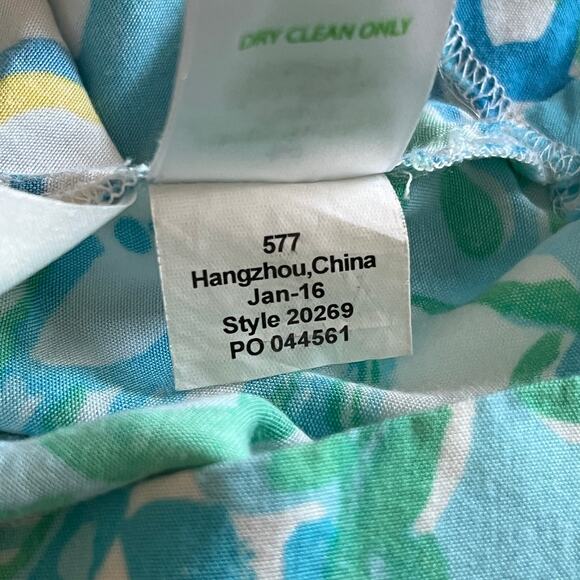 DRY CLEAN ONLY
577
Hangzhou,China
Jan-16
Style 20269
PO 044561